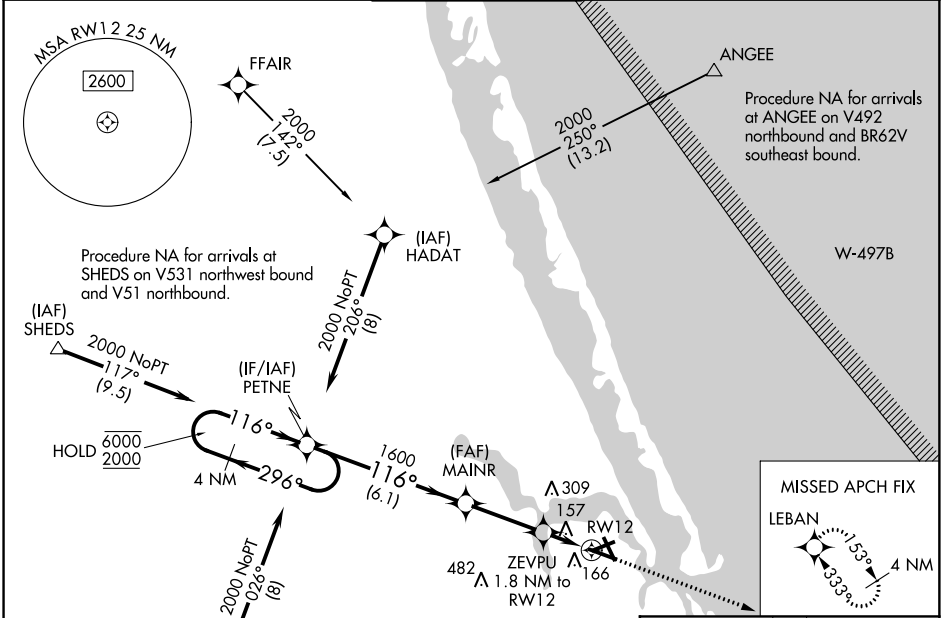 MSA RW12 25 NM
2600
FFAIR
2000
142°
(7.5)
ANGEE
2000
250°
(13.2)
Procedure NA for arrivals
at ANGEE on V492
northbound and BR62V
southeast bound.
W-497B
(IAF)
HADAT
2000 NoPT
206°
(8)
Procedure NA for arrivals at
SHEDS on V531 northwest bound
and V51 northbound.
(IAF)
SHEDS
2000 NoPT
117°
(9.5)
(IF/IAF)
PETNE
HOLD
6000
2000
116°
296°
4 NM
1600
116°
(6.1)
(FAF)
MAINR
309
157
RW12
166
482
ZEVPU
1.8 NM to
RW12
2000 NoPT
026°
(8)
MISSED APCH FIX
LEBAN
153°
333°
4 NM